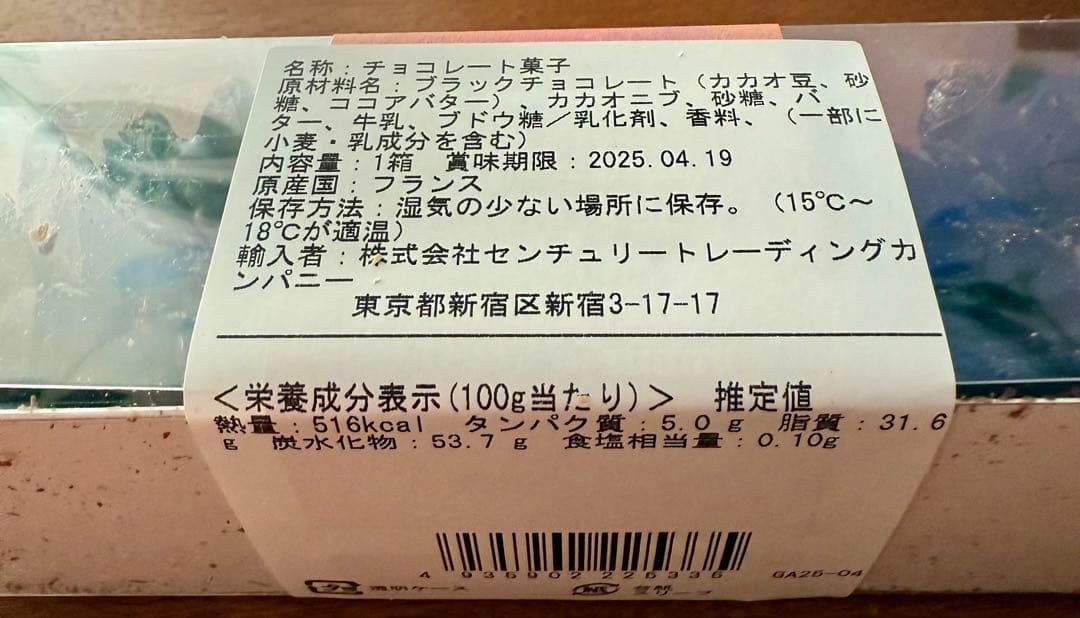 名称：チョコレート菓子
原材料名：ブラックチョコレート（カカオ豆、砂
糖、ココアバター）、カカオニブ、砂糖、バ
ター、牛乳、ブドウ糖／乳化剤、香料、（一部に
小麦・乳成分を含む）
内容量：1箱　賞味期限：2025.04.19
原産国：フランス
保存方法：湿気の少ない場所に保存。（15℃～
18℃が適温）
輸入者：株式会社センチュリートレーディングカ
ンパニー
東京都新宿区新宿3-17-17
＜栄養成分表示(100g当たり)＞　推定値
熱量：516kcal　タンパク質：5.0ｇ　脂質：31.6
ｇ　炭水化物：53.7ｇ　食塩相当量：0.10g
4 935902 225336　GA25-04
透明ケース